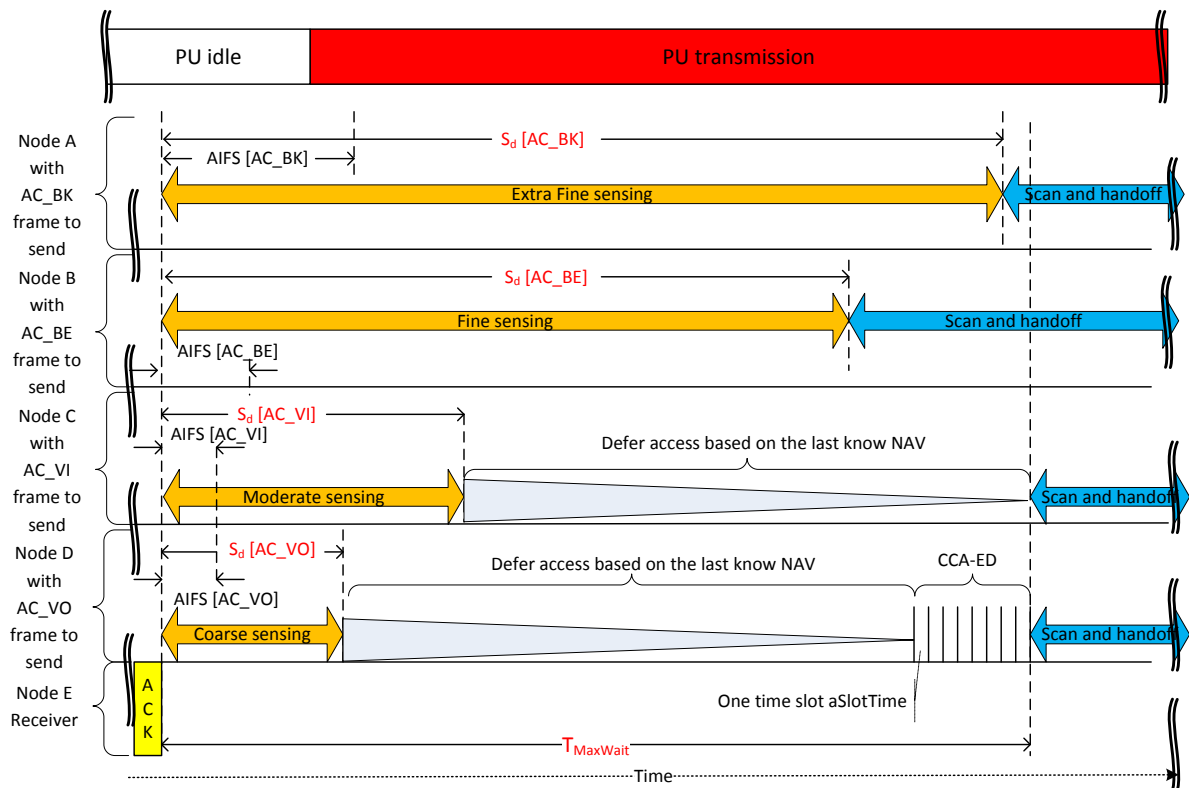 PU idle
PU transmission
Node A
with
AC_BK
frame to
send
Sd [AC_BK]
AIFS [AC_BK]
Extra Fine sensing
Scan and handoff
Node B
with
AC_BE
frame to
send
Sd [AC_BE]
Fine sensing
Scan and handoff
AIFS [AC_BE]
Node C
with
AC_VI
frame to
send
Sd [AC_VI]
AIFS [AC_VI]
Defer access based on the last know NAV
Moderate sensing
Scan and handoff
Node D
with
AC_VO
frame to
send
Sd [AC_VO]
Defer access based on the last know NAV
CCA-ED
AIFS [AC_VO]
Coarse sensing
Scan and handoff
Node E
Receiver
A
C
K
One time slot aSlotTime
TMaxWait
Time